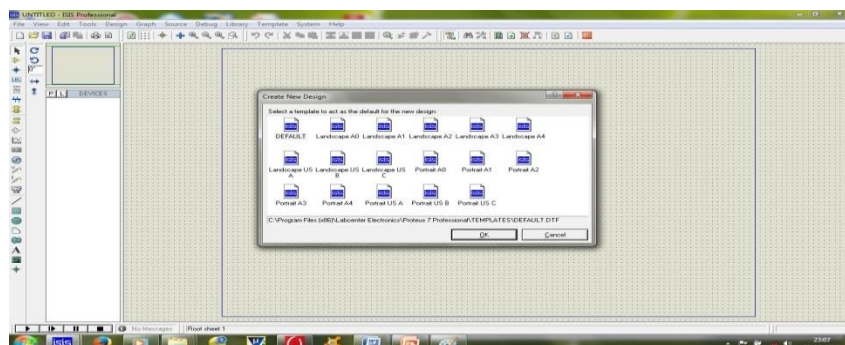 UNTITLED - ISIS Professional
File View Edit Tools Design Graph Source Debug Library Template System Help
P L DEVICES
Create New Design
Select a template to act as the default for the new design:
DEFAULT Landscape A0 Landscape A1 Landscape A2 Landscape A3 Landscape A4
Landscape US A Landscape US B Landscape US C Portrait A0 Portrait A1 Portrait A2
Portrait A3 Portrait A4 Portrait US A Portrait US B Portrait US C
C:\Program Files (x86)\Labcenter Electronics\Proteus 7 Professional\TEMPLATES\DEFAULT.DTF
OK Cancel
No Messages Root sheet 1
isis
23:07